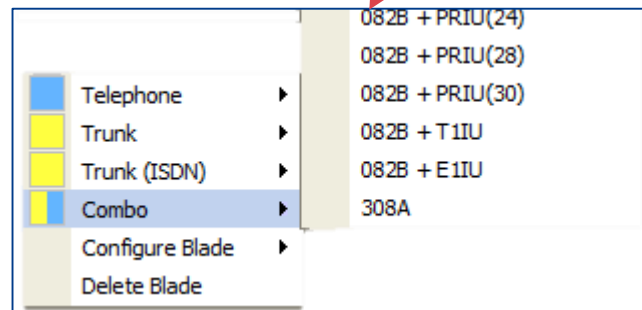 Telephone
Trunk
Trunk (ISDN)
Combo
Configure Blade
Delete Blade
082B + PRIU(24)
082B + PRIU(28)
082B + PRIU(30)
082B + T1IU
082B + E1IU
308A